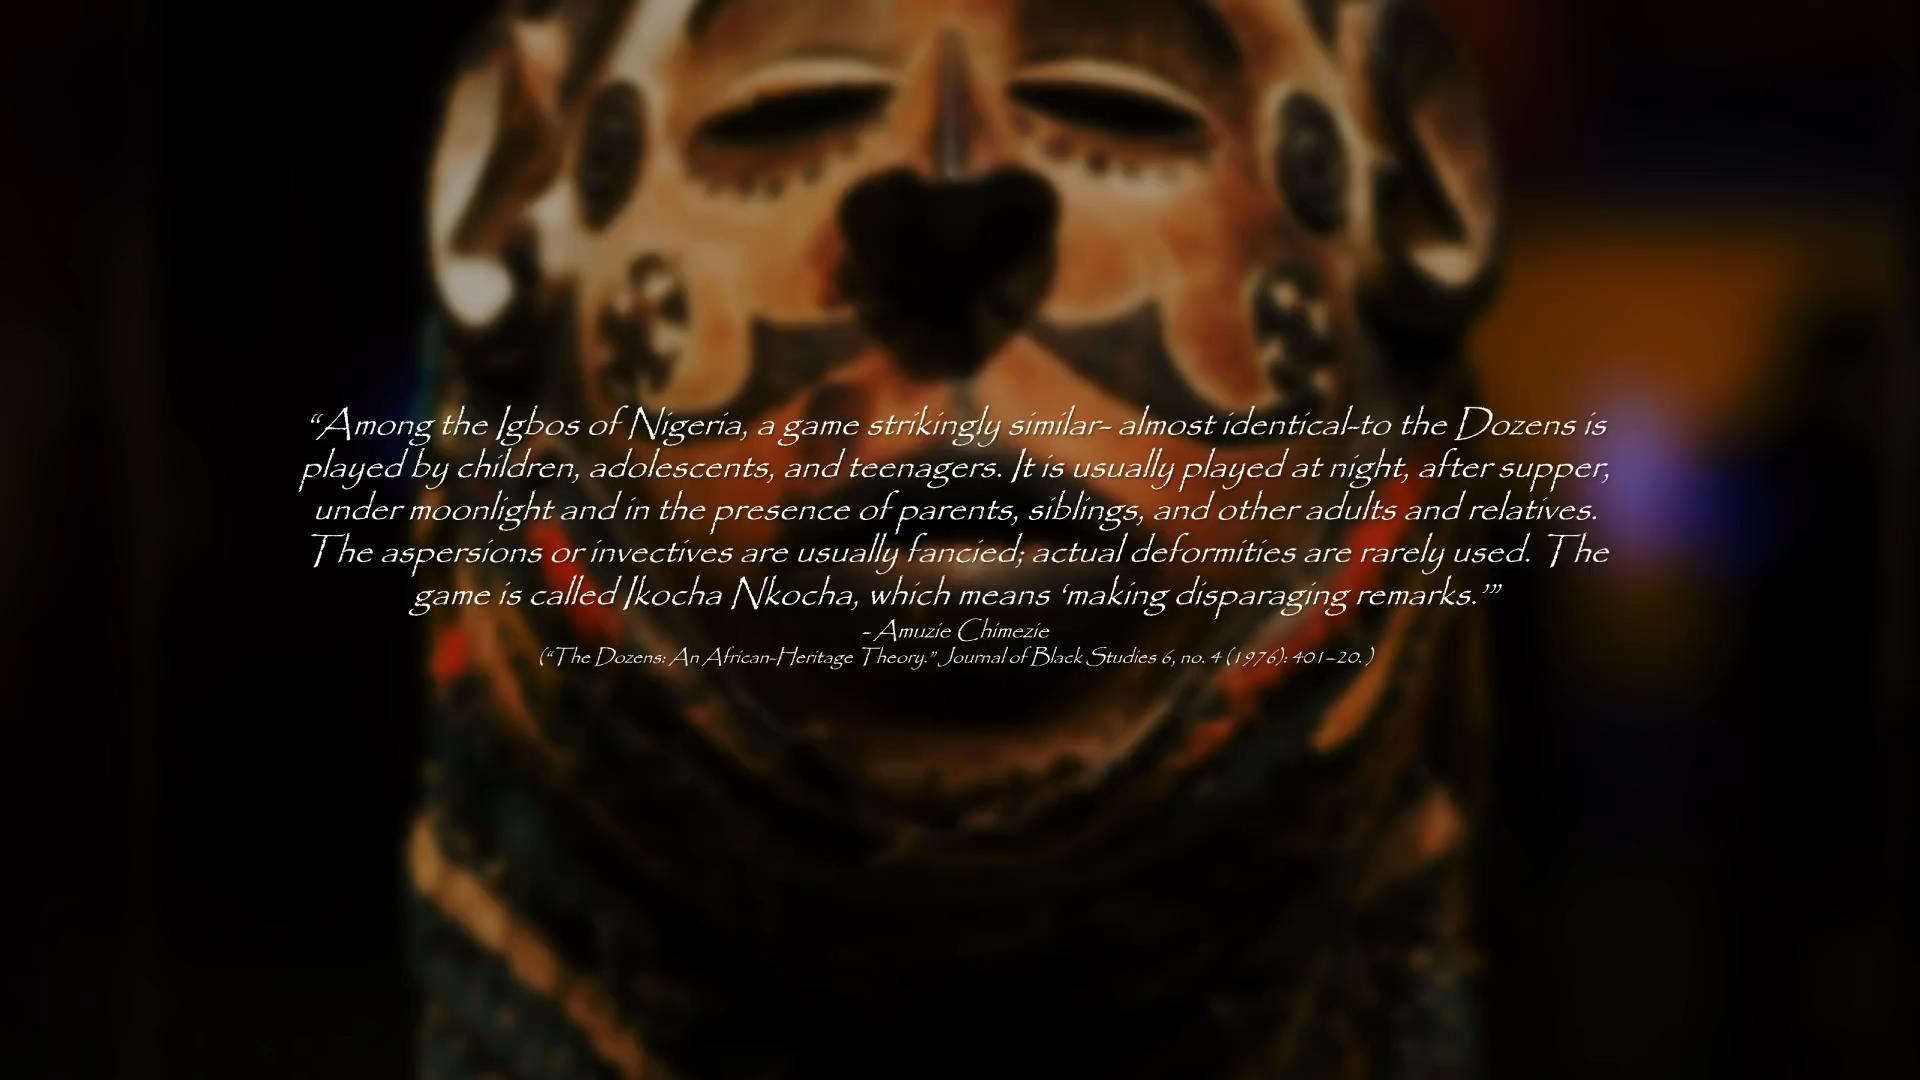 “Among the Igbos of Nigeria, a game strikingly similar- almost identical-to the Dozens is
played by children, adolescents, and teenagers. It is usually played at night, after supper,
under moonlight and in the presence of parents, siblings, and other adults and relatives.
The aspersions or invectives are usually fancied; actual deformities are rarely used. The
game is called Ikocha Nkocha, which means ‘making disparaging remarks.’”
- Amuzie Chimezie
(“The Dozens: An African-Heritage Theory.” Journal of Black Studies 6, no. 4 (1976): 401–20. )